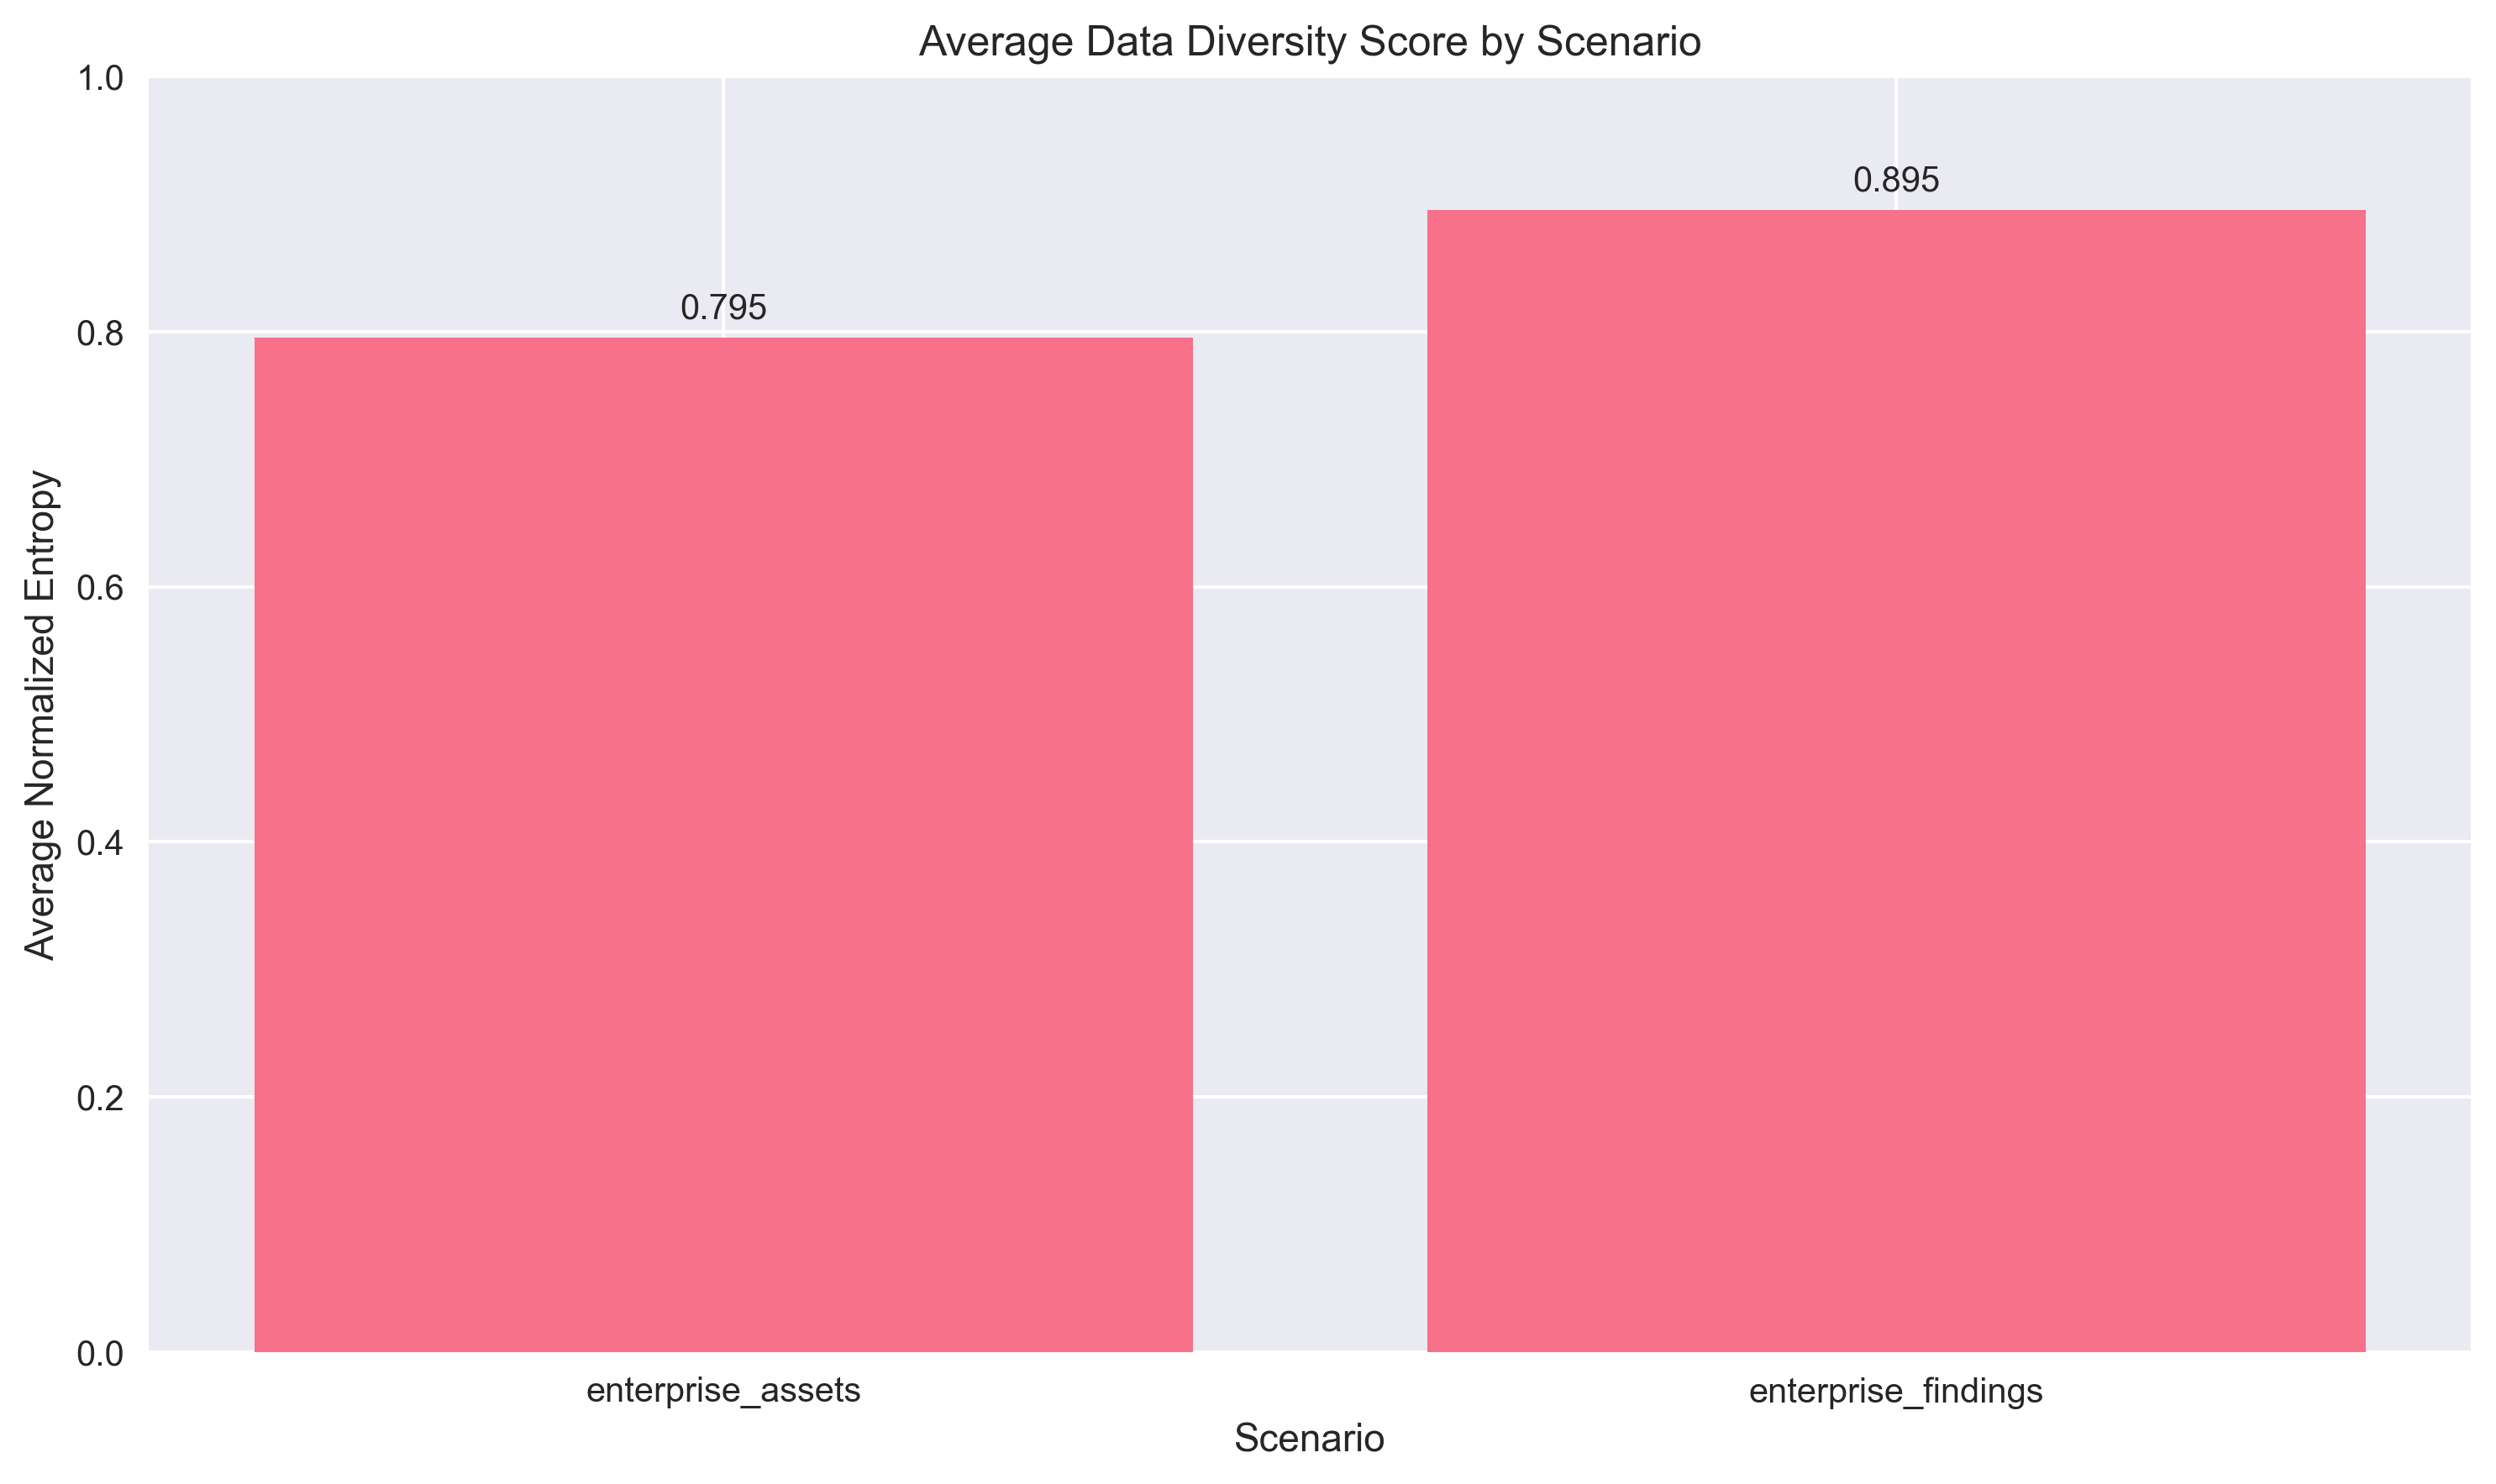 Average Data Diversity Score by Scenario
1.0
0.895
0.795
0.8
0.6
0.4
0.2
0.0
Average Normalized Entropy
enterprise_assets
enterprise_findings
Scenario